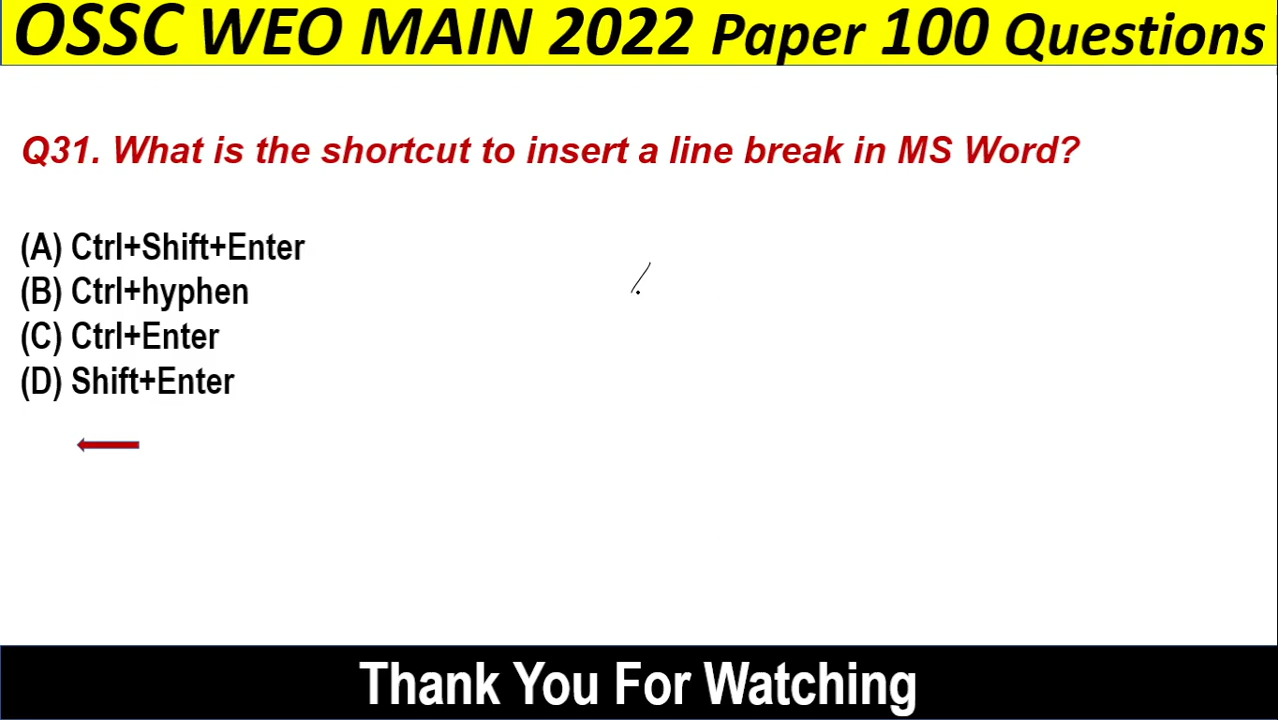 OSSC WEO MAIN 2022 Paper 100 Questions
Q31. What is the shortcut to insert a line break in MS Word?
(A) Ctrl+Shift+Enter
(B) Ctrl+hyphen
(C) Ctrl+Enter
(D) Shift+Enter
Thank You For Watching